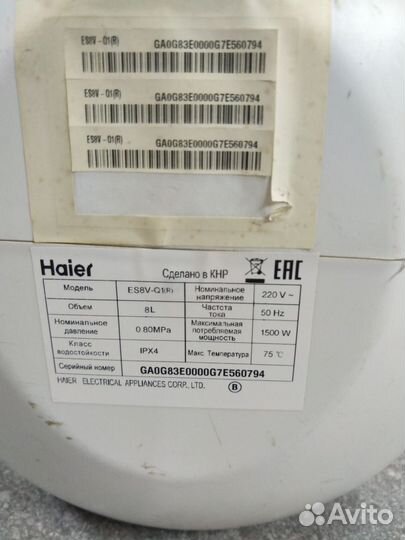 ES8V-Q1(R) GA0G83E0000G7E560794
ES8V-Q1(R) GA0G83E0000G7E560794
ES8V-Q1(R) GA0G83E0000G7E560794
Haier Сделано в КНР EAC
Модель ES8V-Q1(R) Номинальное напряжение 220 V ~
Объем 8L Частота тока 50 Hz
Номинальное давление 0.80MPa Максимальная потребляемая мощность 1500 W
Класс водостойкости IPX4 Макс. Температура 75 ℃
Серийный номер GA0G83E0000G7E560794
HAIER ELECTRICAL APPLIANCES CORP., LTD. B
Avito